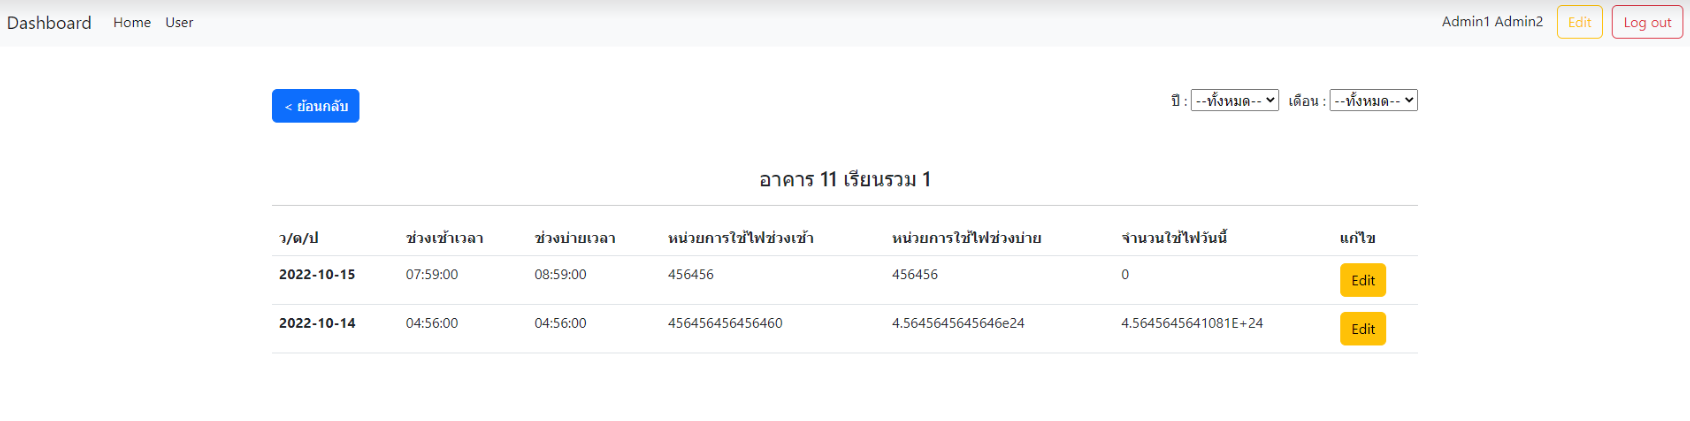 Dashboard Home User Admin1 Admin2 Edit Log out
< ย้อนกลับ ปี : --ทั้งหมด-- เดือน : --ทั้งหมด--
อาคาร 11 เรียนรวม 1
ว/ด/ป ช่วงเช้าเวลา ช่วงบ่ายเวลา หน่วยการใช้ไฟช่วงเช้า หน่วยการใช้ไฟช่วงบ่าย จำนวนใช้ไฟวันนี้ แก้ไข
2022-10-15 07:59:00 08:59:00 456456 456456 0 Edit
2022-10-14 04:56:00 04:56:00 456456456456460 4.5645645645646e24 4.5645645641081E+24 Edit